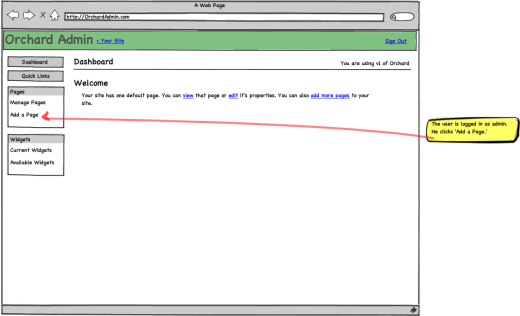 A Web Page
http://OrchardAdmin.com
Orchard Admin < Your Site
Sign Out
Dashboard
Quick Links
Pages
Manage Pages
Add a Page
Widgets
Current Widgets
Available Widgets
Dashboard
You are using v1 of Orchard
Welcome
Your site has one default page. You can view that page or edit it's properties. You can also add more pages to your
site.
The user is logged in as admin.
He clicks 'Add a Page.'